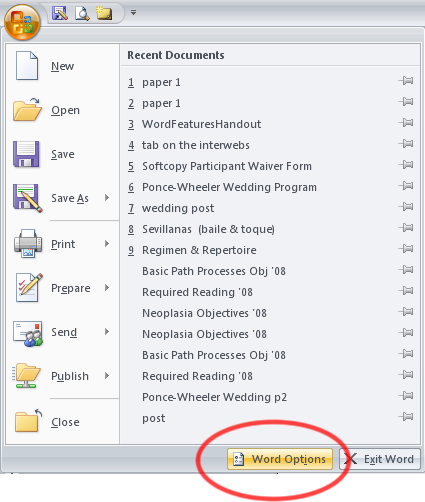 New
Open
Save
Save As
Print
Prepare
Send
Publish
Close
Recent Documents
1 paper 1
2 paper 1
3 WordFeaturesHandout
4 tab on the interwebs
5 Softcopy Participant Waiver Form
6 Ponce-Wheeler Wedding Program
7 wedding post
8 Sevillanas (baile & toque)
9 Regimen & Repertoire
Basic Path Processes Obj '08
Required Reading '08
Neoplasia Objectives '08
Neoplasia Objectives '08
Basic Path Processes Obj '08
Required Reading '08
Ponce-Wheeler Wedding p2
post
Word Options
Exit Word